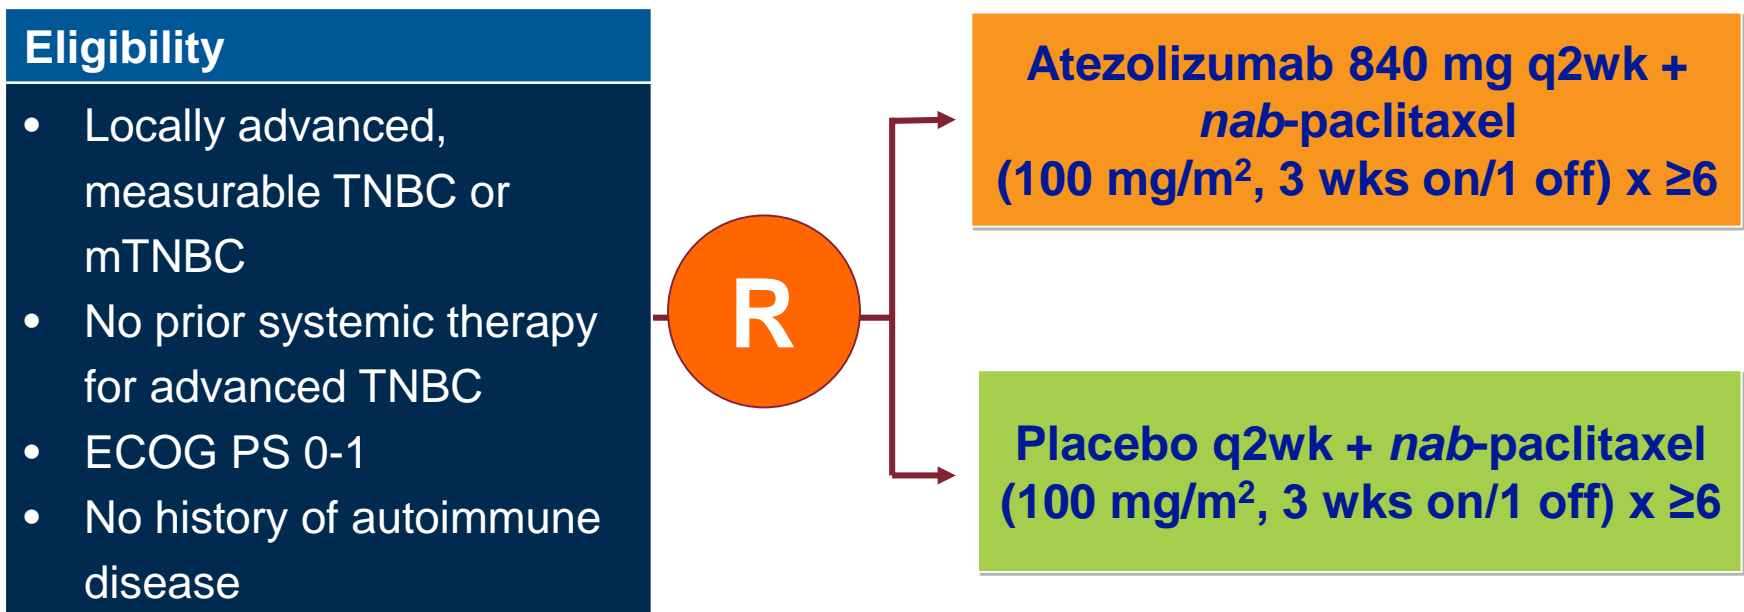 Eligibility
• Locally advanced,
measurable TNBC or
mTNBC
• No prior systemic therapy
for advanced TNBC
• ECOG PS 0-1
• No history of autoimmune
disease
R
Atezolizumab 840 mg q2wk +
nab-paclitaxel
(100 mg/m², 3 wks on/1 off) x ≥6
Placebo q2wk + nab-paclitaxel
(100 mg/m², 3 wks on/1 off) x ≥6